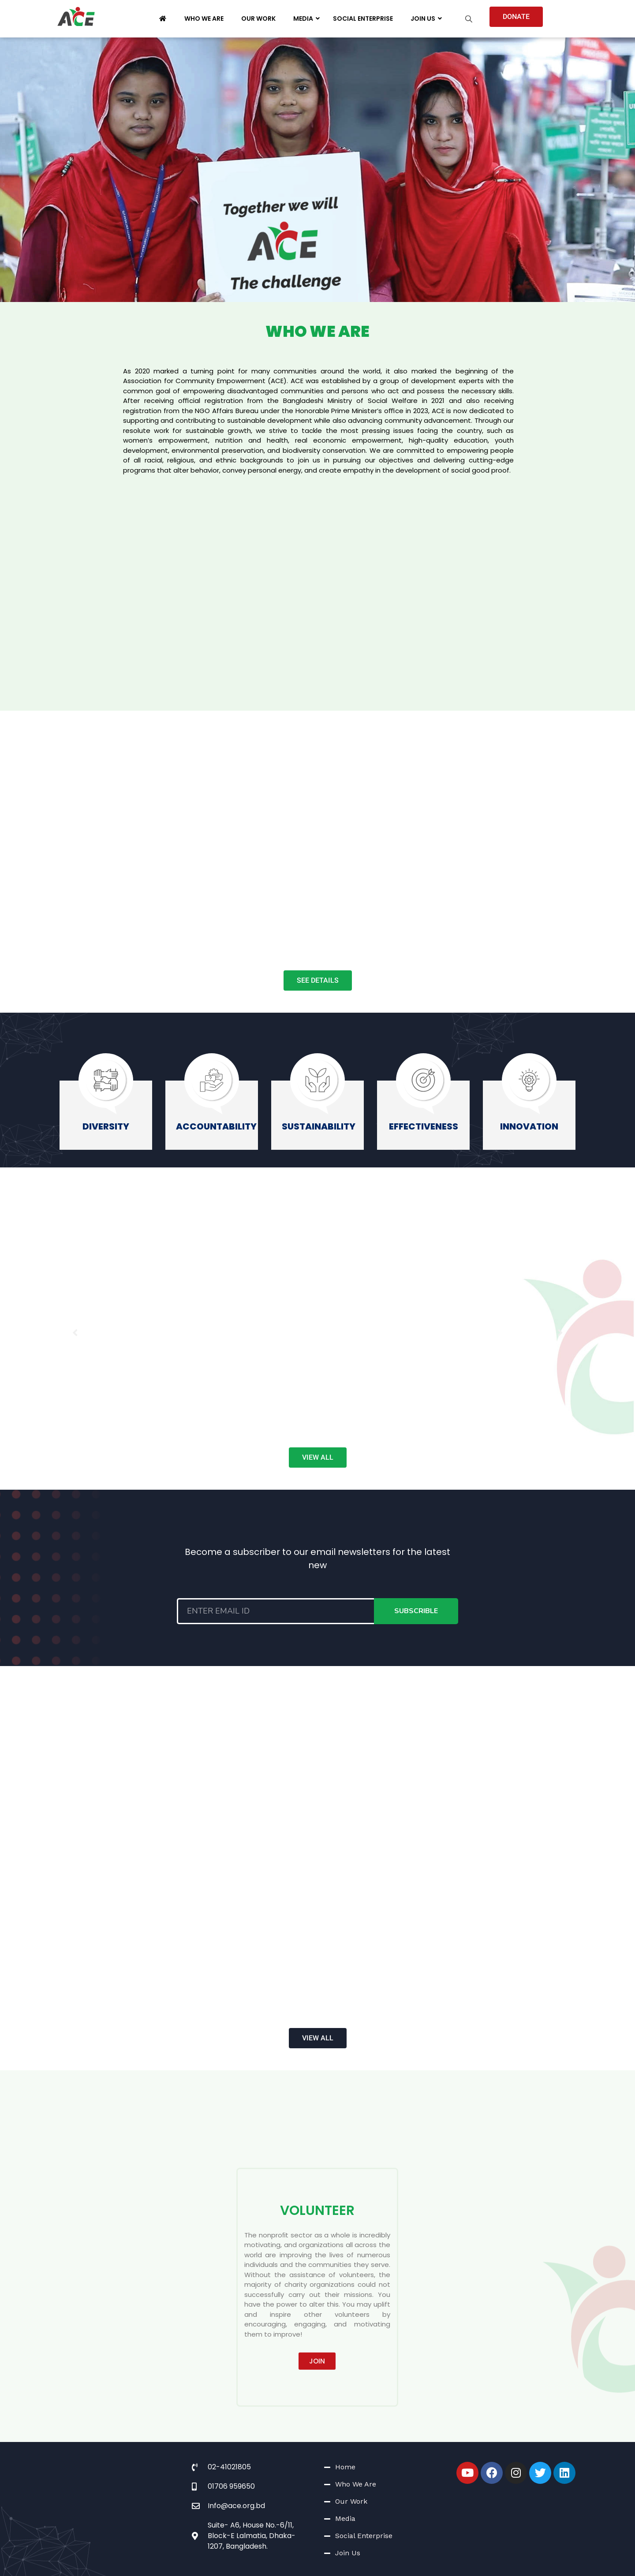 ACE
WHO WE ARE
OUR WORK
MEDIA
SOCIAL ENTERPRISE
JOIN US
DONATE
Together we will
ACE
The challenge
WHO WE ARE
As 2020 marked a turning point for many communities around the world, it also marked the beginning of the
Association for Community Empowerment (ACE). ACE was established by a group of development experts with the
common goal of empowering disadvantaged communities and persons who act and possess the necessary skills.
After receiving official registration from the Bangladeshi Ministry of Social Welfare in 2021 and also receiving
registration from the NGO Affairs Bureau under the Honorable Prime Minister's office in 2023, ACE is now dedicated to
supporting and contributing to sustainable development while also advancing community advancement. Through our
resolute work for sustainable growth, we strive to tackle the most pressing issues facing the country, such as
women's empowerment, nutrition and health, real economic empowerment, high-quality education, youth
development, environmental preservation, and biodiversity conservation. We are committed to empowering people
of all racial, religious, and ethnic backgrounds to join us in pursuing our objectives and delivering cutting-edge
programs that alter behavior, convey personal energy, and create empathy in the development of social good proof.
SEE DETAILS
DIVERSITY
ACCOUNTABILITY
SUSTAINABILITY
EFFECTIVENESS
INNOVATION
VIEW ALL
Become a subscriber to our email newsletters for the latest
new
ENTER EMAIL ID
SUBSCRIBLE
VIEW ALL
VOLUNTEER
The nonprofit sector as a whole is incredibly
motivating, and organizations all across the
world are improving the lives of numerous
individuals and the communities they serve.
Without the assistance of volunteers, the
majority of charity organizations could not
successfully carry out their missions. You
have the power to alter this. You may uplift
and inspire other volunteers by
encouraging, engaging, and motivating
them to improve!
JOIN
02-41021805
01706 959650
Info@ace.org.bd
Suite- A6, House No.-6/11,
Block-E Lalmatia, Dhaka-
1207, Bangladesh.
Home
Who We Are
Our Work
Media
Social Enterprise
Join Us